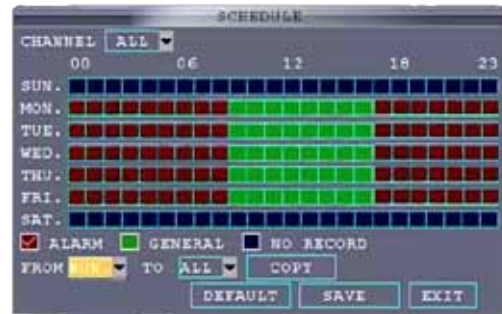 SCHEDULE
CHANNEL ALL
00 06 12 18 23
SUN.
MON.
TUE.
WED.
THU.
FRI.
SAT.
ALARM GENERAL NO RECORD
FROM SUN. TO ALL COPY
DEFAULT SAVE EXIT